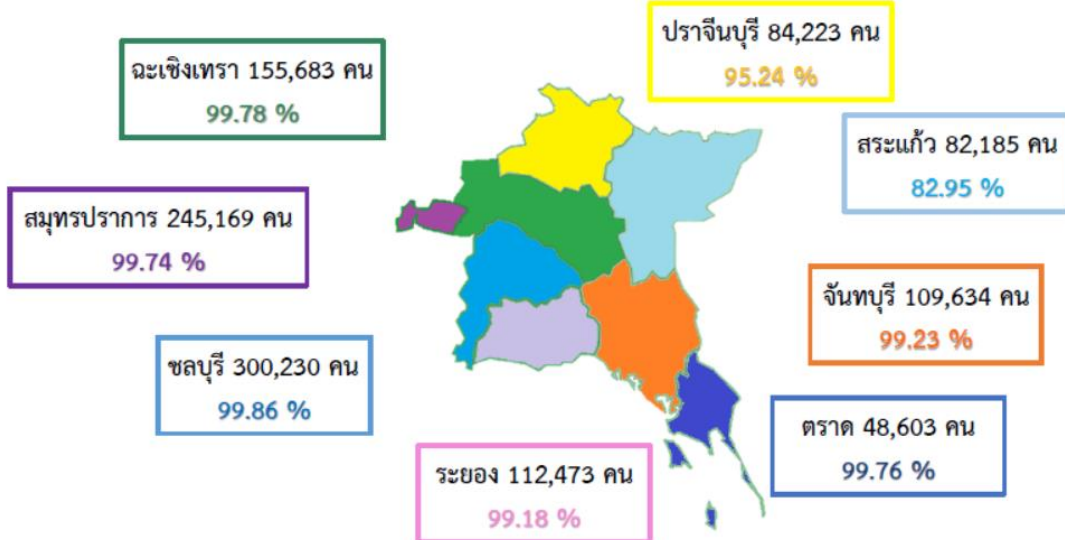 ปราจีนบุรี 84,223 คน
95.24 %
ฉะเชิงเทรา 155,683 คน
99.78 %
สระแก้ว 82,185 คน
82.95 %
สมุทรปราการ 245,169 คน
99.74 %
จันทบุรี 109,634 คน
99.23 %
ชลบุรี 300,230 คน
99.86 %
ตราด 48,603 คน
99.76 %
ระยอง 112,473 คน
99.18 %